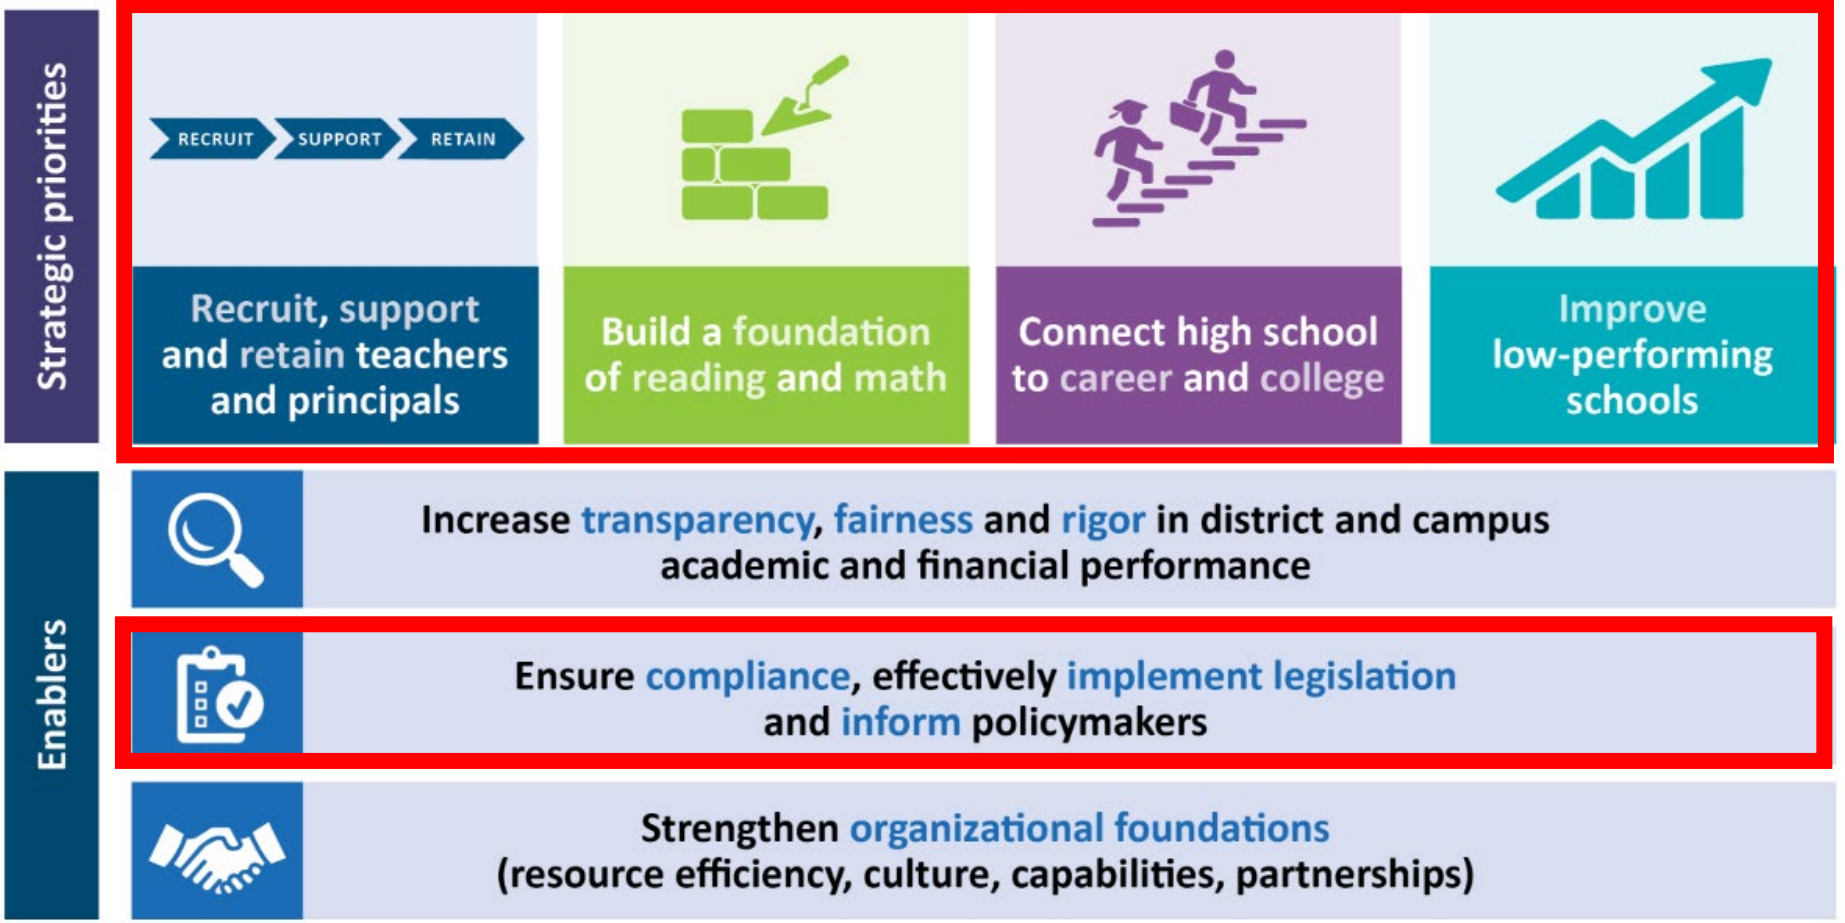 Strategic priorities
RECRUIT SUPPORT RETAIN
Recruit, support
and retain teachers
and principals
Build a foundation
of reading and math
Connect high school
to career and college
Improve
low-performing
schools
Enablers
Increase transparency, fairness and rigor in district and campus
academic and financial performance
Ensure compliance, effectively implement legislation
and inform policymakers
Strengthen organizational foundations
(resource efficiency, culture, capabilities, partnerships)